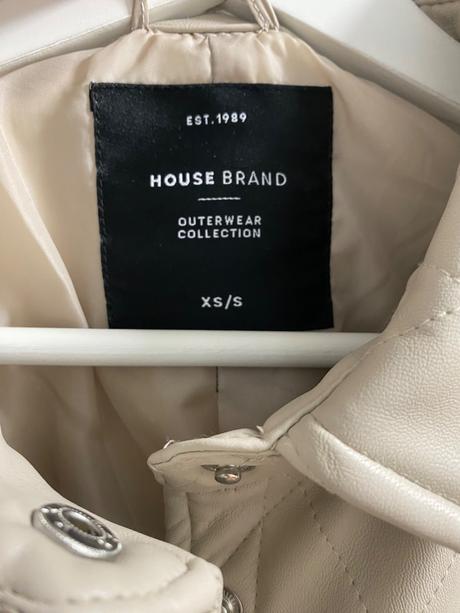 EST. 1989
HOUSE BRAND
OUTERWEAR
COLLECTION
XS/S